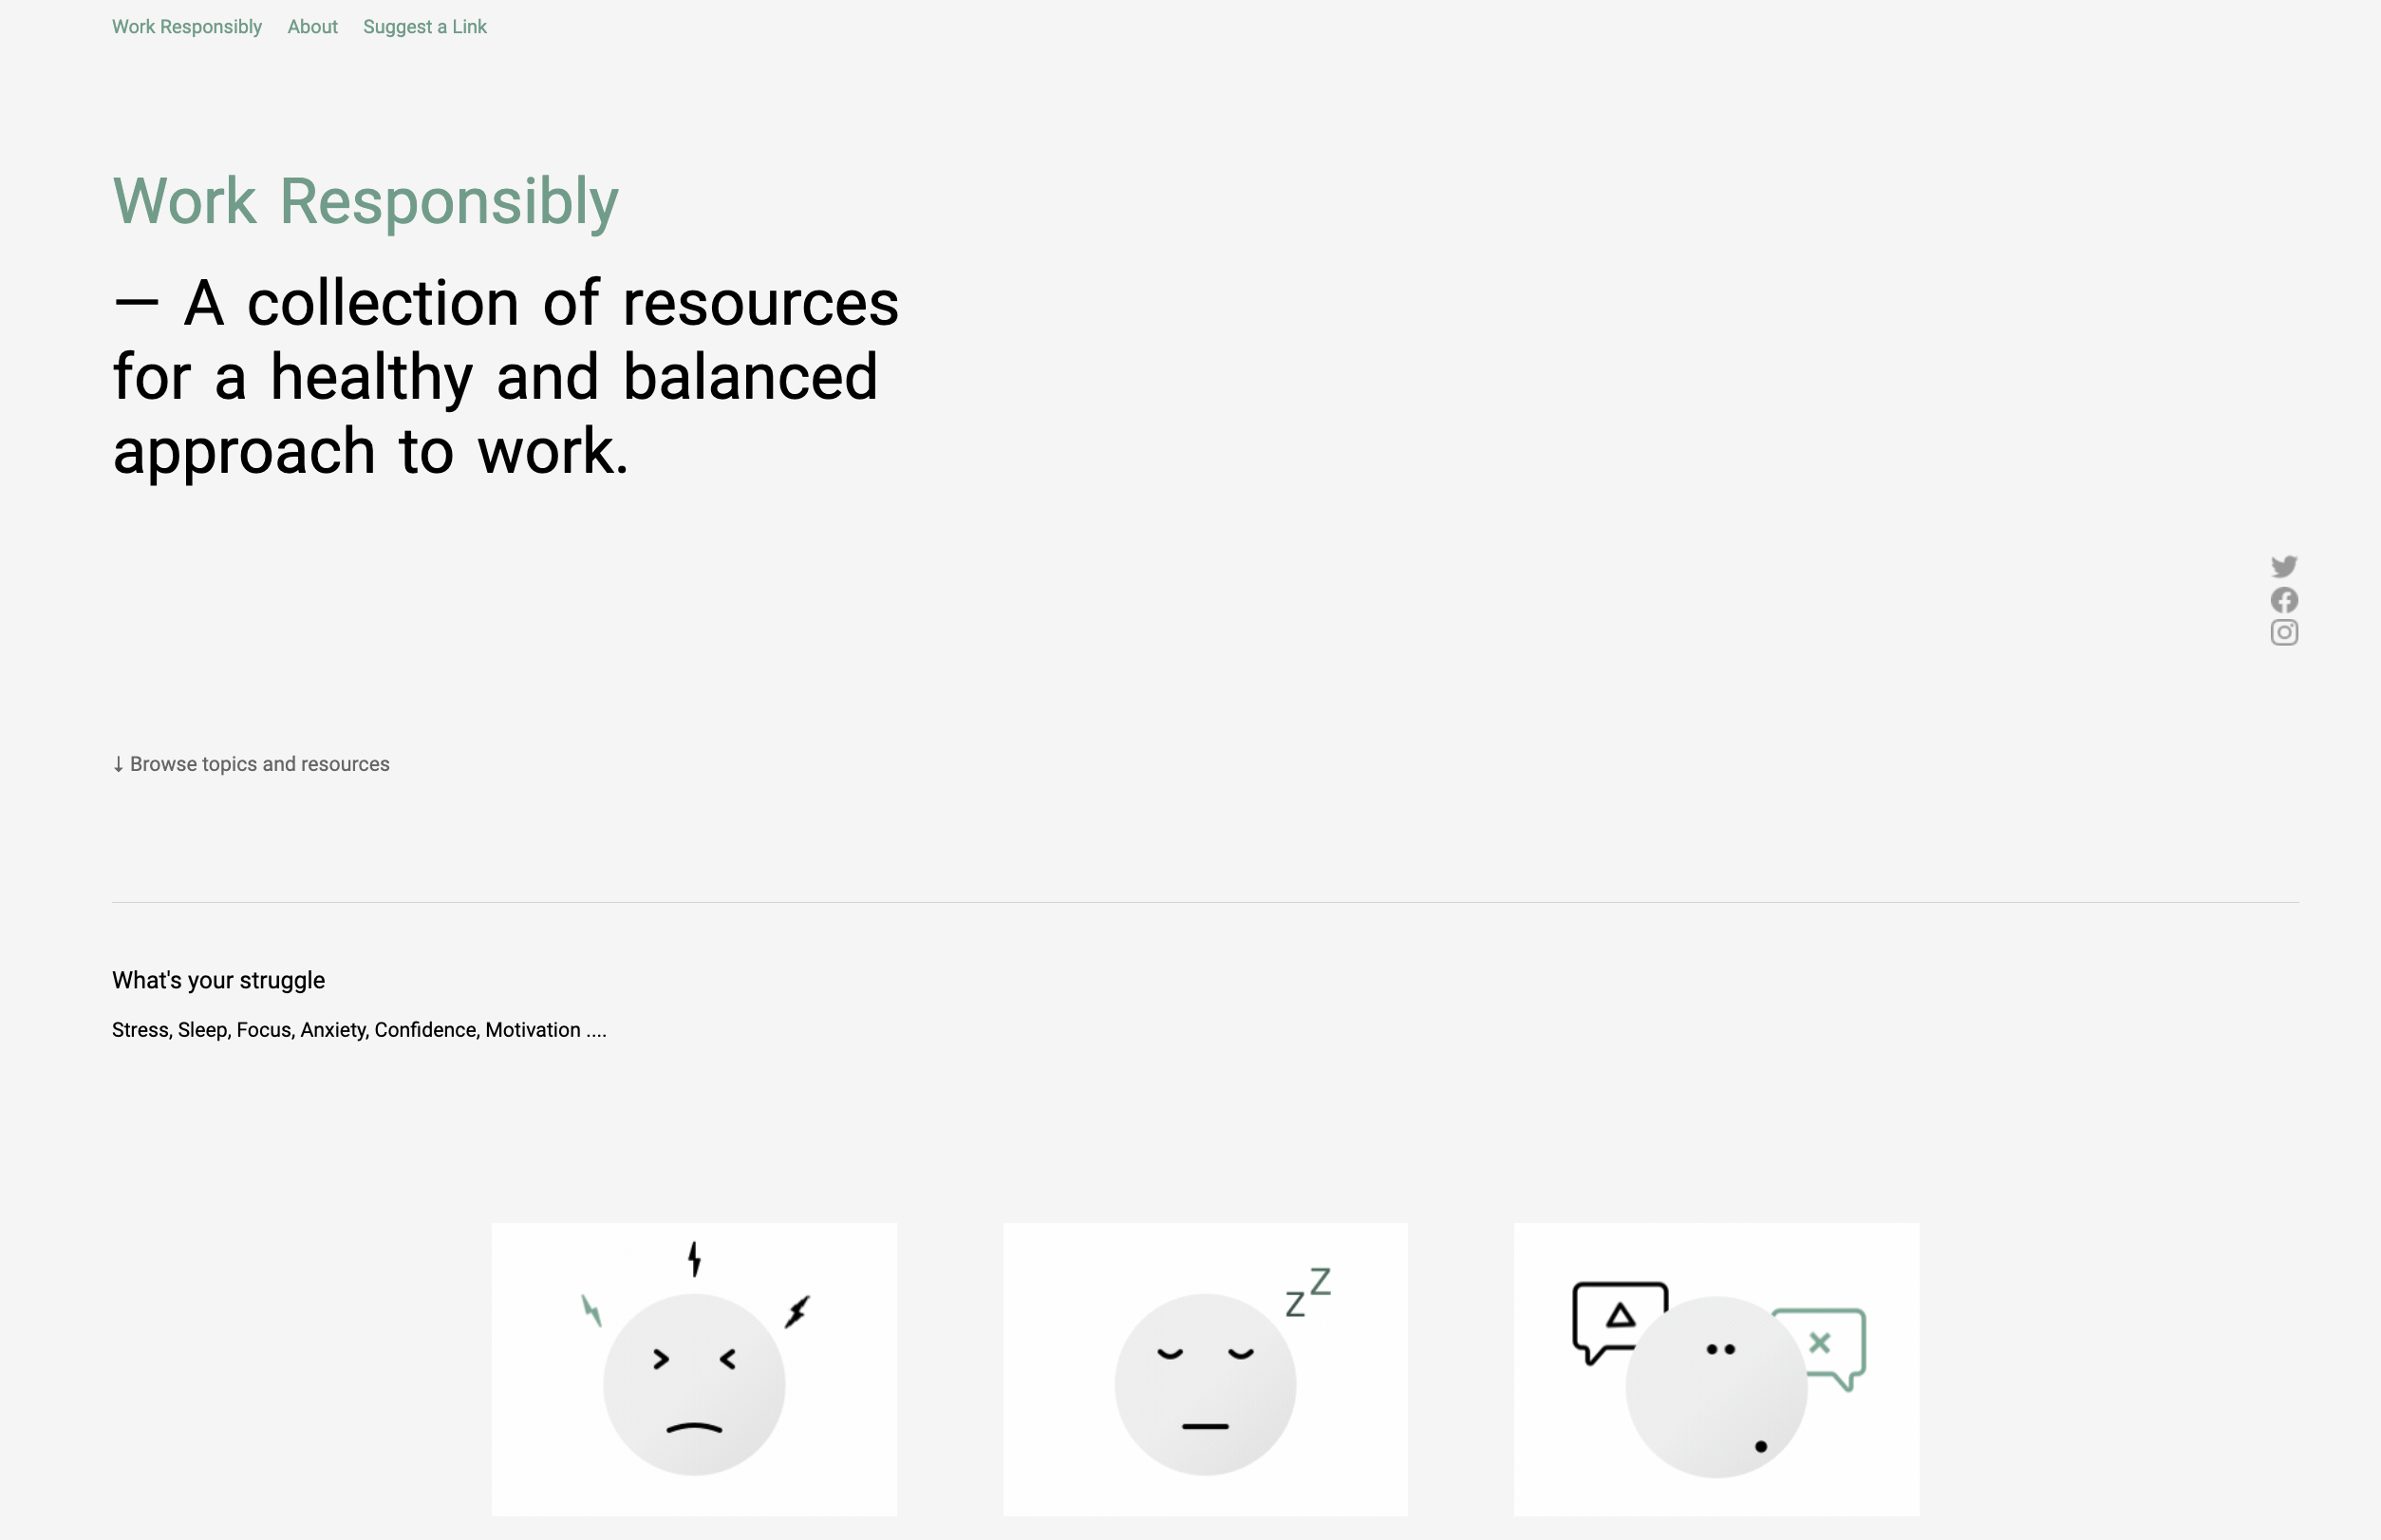 Work Responsibly About Suggest a Link
Work Responsibly
— A collection of resources
for a healthy and balanced
approach to work.
↓ Browse topics and resources
What's your struggle
Stress, Sleep, Focus, Anxiety, Confidence, Motivation ....
z Z